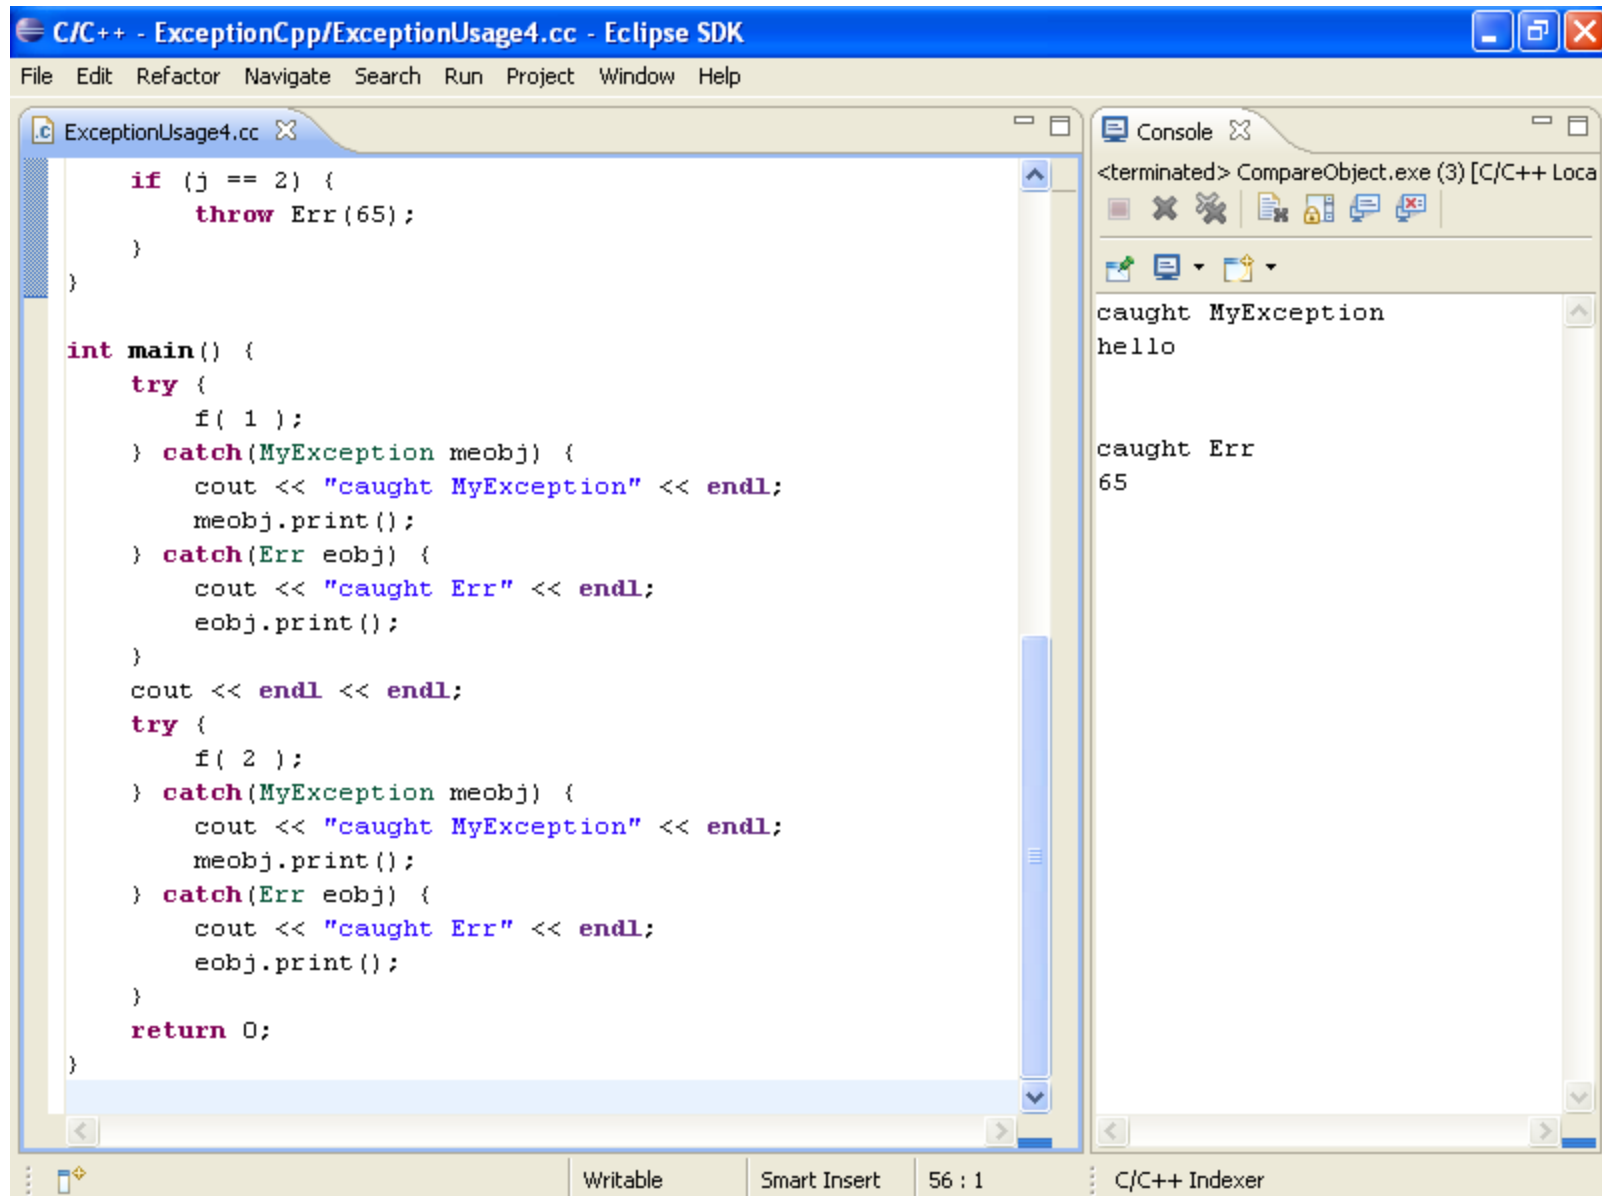 C/C++ - ExceptionCpp/ExceptionUsage4.cc - Eclipse SDK
File Edit Refactor Navigate Search Run Project Window Help
ExceptionUsage4.cc
if (j == 2) {
throw Err(65);
}
}
int main() {
try {
f( 1 );
} catch(MyException meobj) {
cout << "caught MyException" << endl;
meobj.print();
} catch(Err eobj) {
cout << "caught Err" << endl;
eobj.print();
}
cout << endl << endl;
try {
f( 2 );
} catch(MyException meobj) {
cout << "caught MyException" << endl;
meobj.print();
} catch(Err eobj) {
cout << "caught Err" << endl;
eobj.print();
}
return 0;
}
Console
<terminated> CompareObject.exe (3) [C/C++ Loca
caught MyException
hello
caught Err
65
Writable Smart Insert 56 : 1 C/C++ Indexer